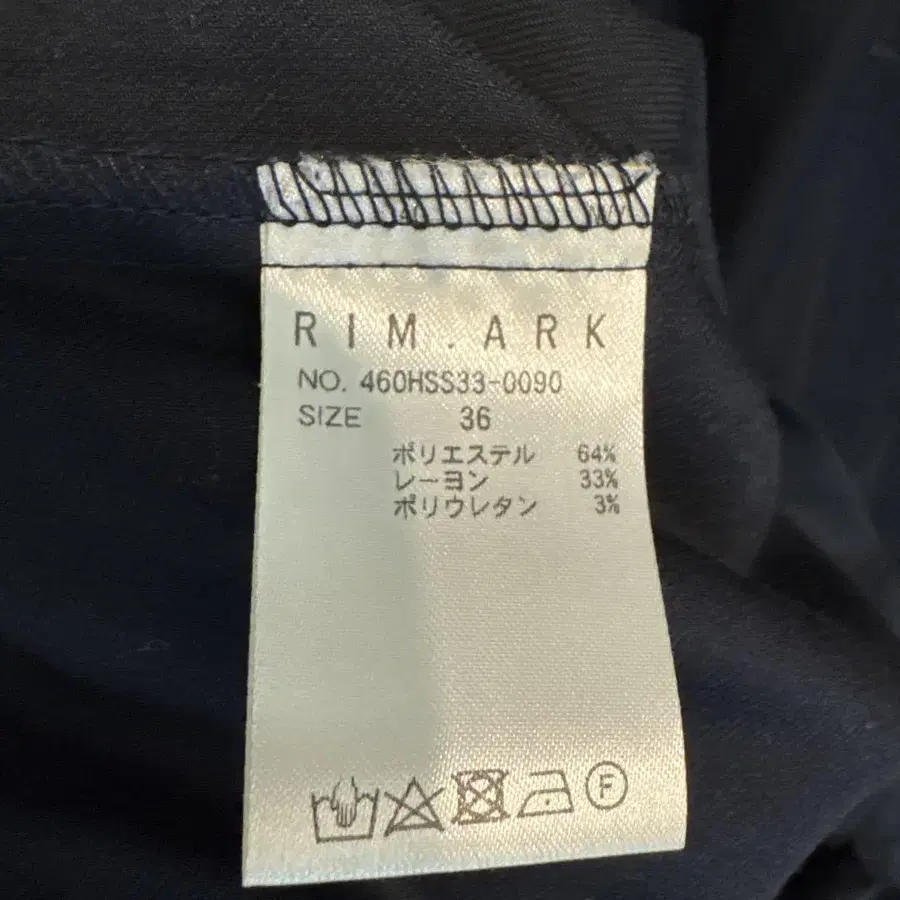 RIM.ARK
NO. 460HSS33-0090
SIZE 36
ポリエステル 64%
レーヨン 33%
ポリウレタン 3%
F